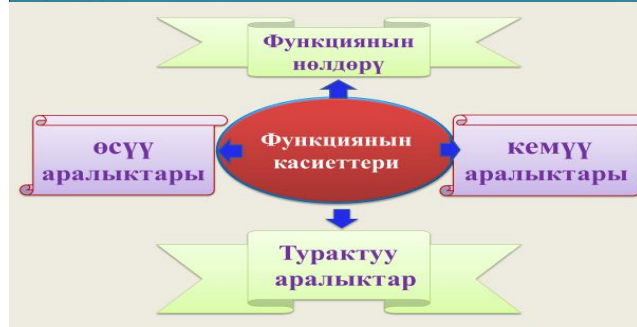 Функциянын
нөлдөрү
өсүү
аралыктары
Функциянын
касиеттери
кемүү
аралыктары
Турактуу
аралыктар